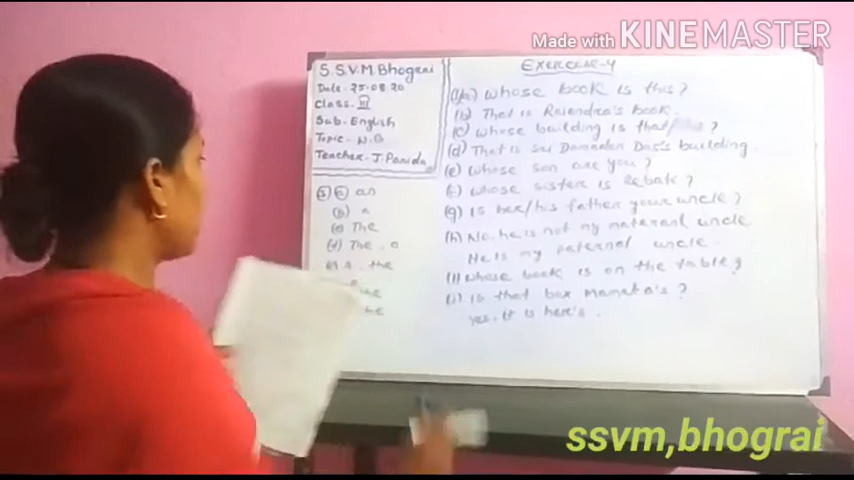 Made with KINEMASTER
S.S.V.M. Bhograi
Date- 25.08.20
Class- III
Sub- English
Topic- W.B
Teacher- J. Parida
an
(b) a
(c) The
(d) The - a
(e) A - the
the
the
EXERCISE-4
(a) whose book is this?
(b) That is Rajendra's book.
(c) whose building is that ?
(d) That is Sri Damodar Das's building.
(e) whose son are you?
(f) whose sister is Rebati?
(g) Is her/his father your uncle?
(h) No. he is not my maternal uncle
He is my paternal uncle.
(i) whose book is on the table?
(j) Is that box Mamata's?
yes. it is here's.
ssvm,bhograi